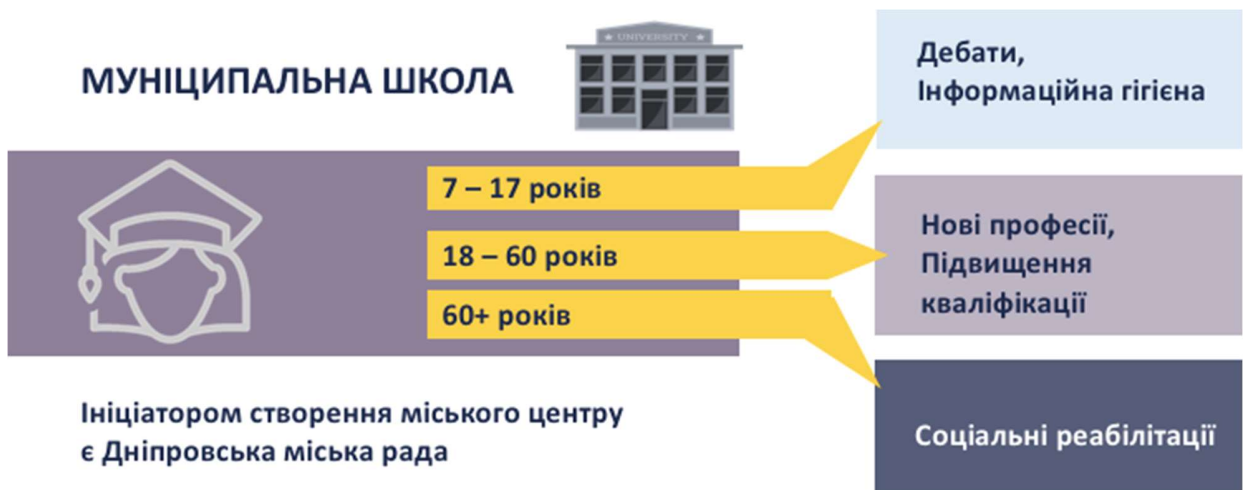 МУНІЦИПАЛЬНА ШКОЛА
★ UNIVERSITY ★
7 – 17 років
18 – 60 років
60+ років
Ініціатором створення міського центру
є Дніпровська міська рада
Дебати,
Інформаційна гігієна
Нові професії,
Підвищення
кваліфікації
Соціальні реабілітації